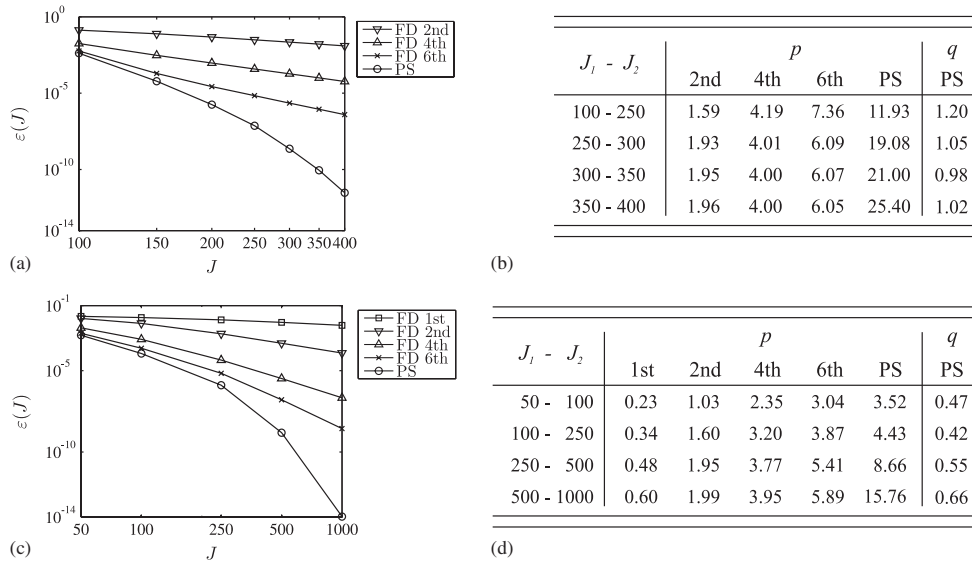 10^0
10^-5
10^-10
10^-14
ε(J)
100 150 200 250 300 350 400
J
FD 2nd
FD 4th
FD 6th
PS
(a)
J_1 - J_2 p q
2nd 4th 6th PS PS
100 - 250 1.59 4.19 7.36 11.93 1.20
250 - 300 1.93 4.01 6.09 19.08 1.05
300 - 350 1.95 4.00 6.07 21.00 0.98
350 - 400 1.96 4.00 6.05 25.40 1.02
(b)
10^-1
10^-5
10^-10
10^-14
ε(J)
50 100 250 500 1000
J
FD 1st
FD 2nd
FD 4th
FD 6th
PS
(c)
J_1 - J_2 p q
1st 2nd 4th 6th PS PS
50 - 100 0.23 1.03 2.35 3.04 3.52 0.47
100 - 250 0.34 1.60 3.20 3.87 4.43 0.42
250 - 500 0.48 1.95 3.77 5.41 8.66 0.55
500 - 1000 0.60 1.99 3.95 5.89 15.76 0.66
(d)